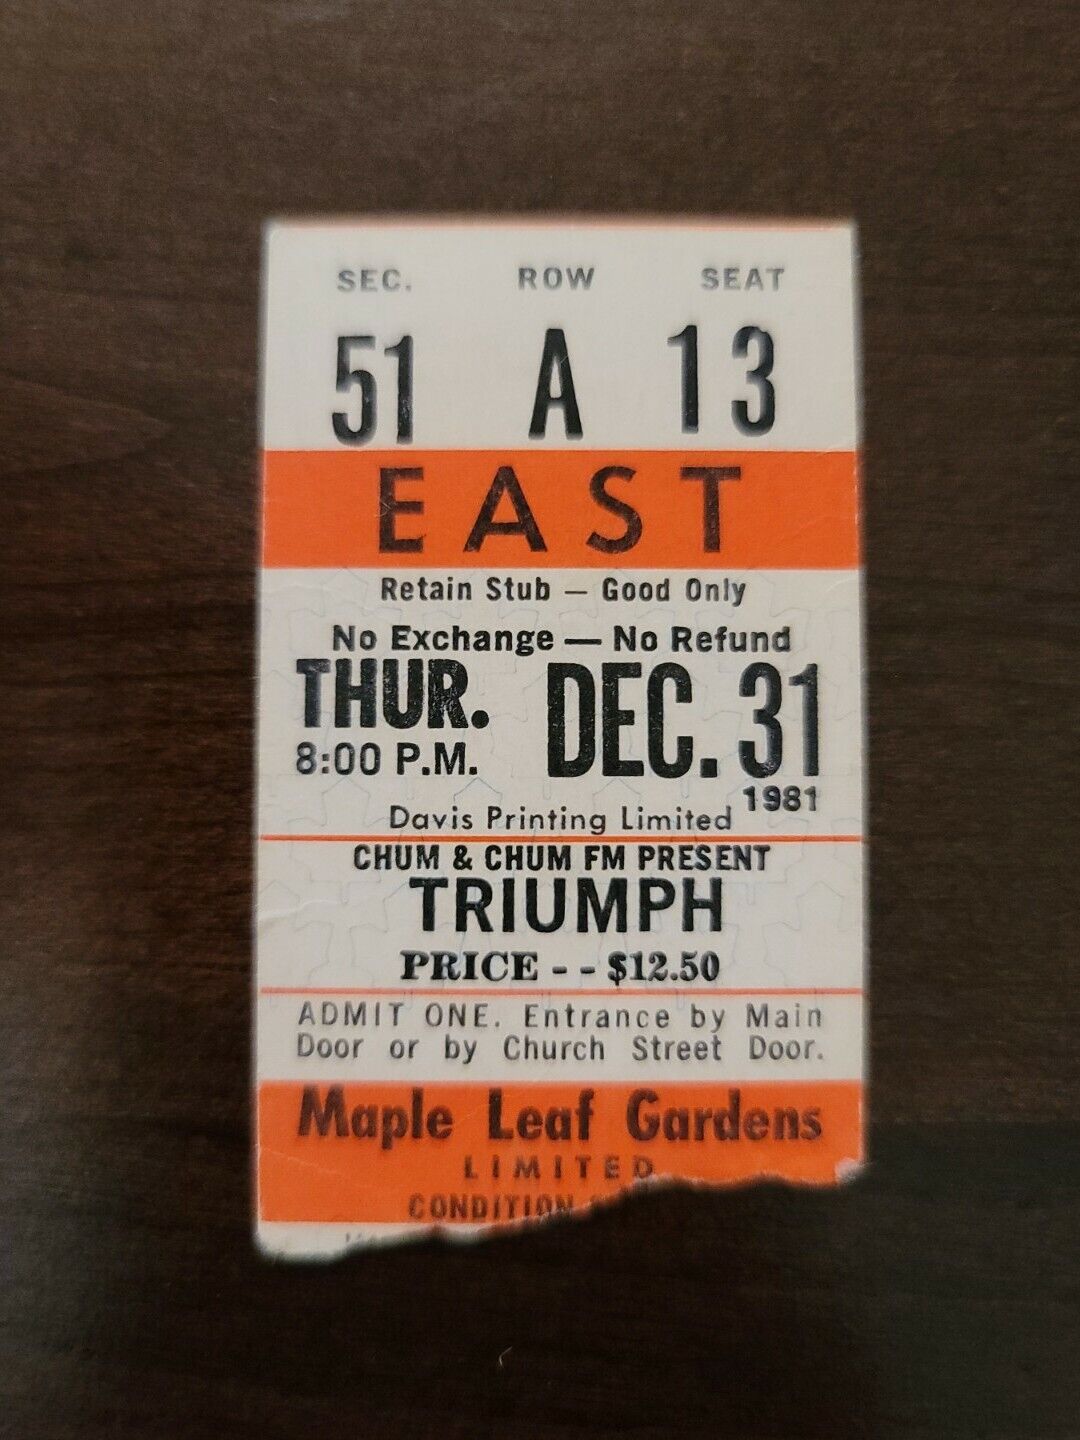 SEC. ROW SEAT
51 A 13
EAST
Retain Stub — Good Only
No Exchange — No Refund
THUR. DEC. 31
8:00 P.M.
1981
Davis Printing Limited
CHUM & CHUM FM PRESENT
TRIUMPH
PRICE - - $12.50
ADMIT ONE. Entrance by Main
Door or by Church Street Door.
Maple Leaf Gardens
LIMITED
CONDITION